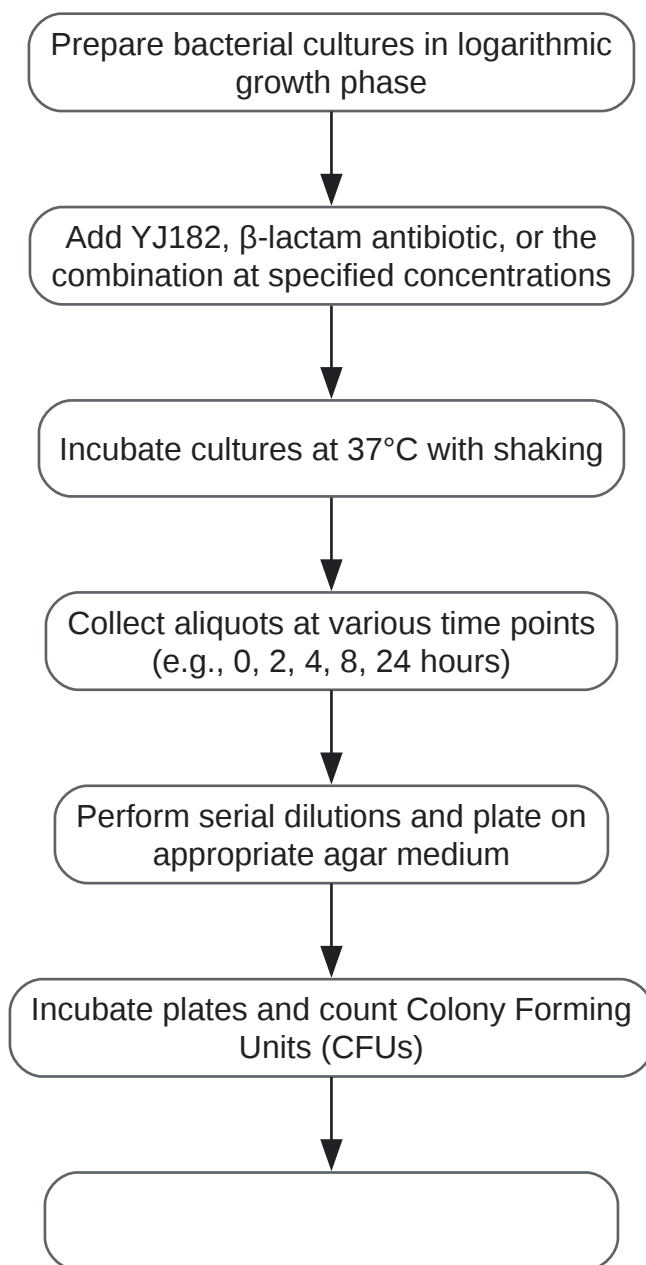 Prepare bacterial cultures in logarithmic
growth phase
Add YJ182, β-lactam antibiotic, or the
combination at specified concentrations
Incubate cultures at 37°C with shaking
Collect aliquots at various time points
(e.g., 0, 2, 4, 8, 24 hours)
Perform serial dilutions and plate on
appropriate agar medium
Incubate plates and count Colony Forming
Units (CFUs)